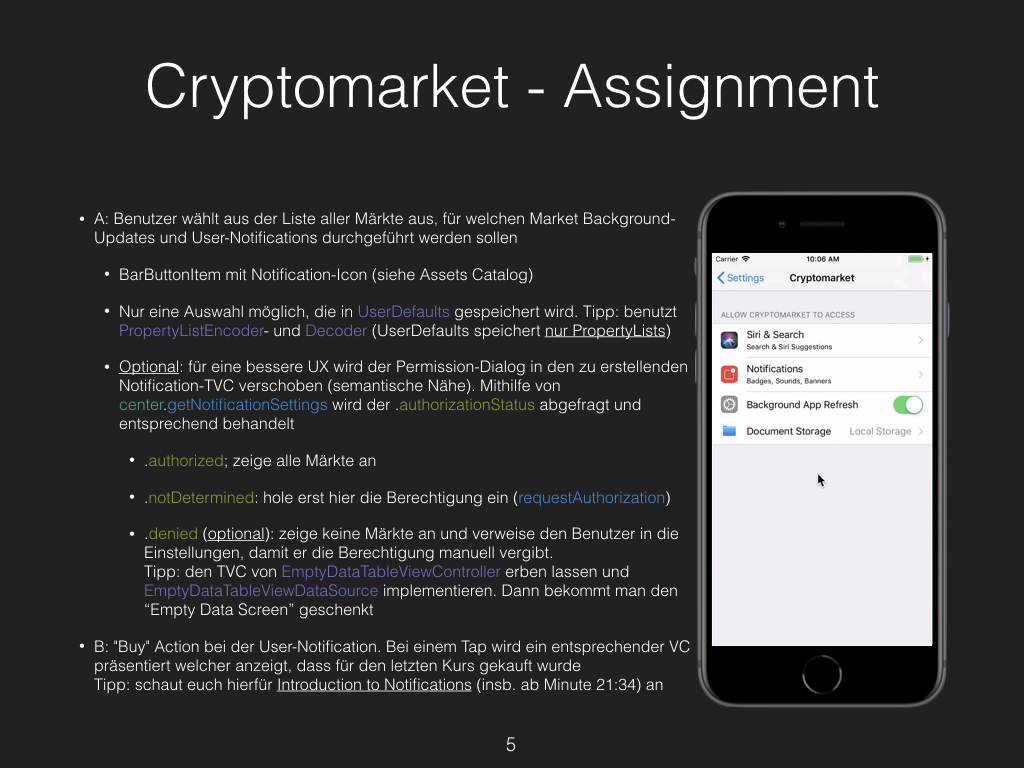 Cryptomarket - Assignment
• A: Benutzer wählt aus der Liste aller Märkte aus, für welchen Market Background-
Updates und User-Notifications durchgeführt werden sollen
• BarButtonItem mit Notification-Icon (siehe Assets Catalog)
• Nur eine Auswahl möglich, die in UserDefaults gespeichert wird. Tipp: benutzt
PropertyListEncoder- und Decoder (UserDefaults speichert nur PropertyLists)
• Optional: für eine bessere UX wird der Permission-Dialog in den zu erstellenden
Notification-TVC verschoben (semantische Nähe). Mithilfe von
center.getNotificationSettings wird der .authorizationStatus abgefragt und
entsprechend behandelt
• .authorized; zeige alle Märkte an
• .notDetermined: hole erst hier die Berechtigung ein (requestAuthorization)
• .denied (optional): zeige keine Märkte an und verweise den Benutzer in die
Einstellungen, damit er die Berechtigung manuell vergibt.
Tipp: den TVC von EmptyDataTableViewController erben lassen und
EmptyDataTableViewDataSource implementieren. Dann bekommt man den
“Empty Data Screen” geschenkt
• B: "Buy" Action bei der User-Notification. Bei einem Tap wird ein entsprechender VC
präsentiert welcher anzeigt, dass für den letzten Kurs gekauft wurde
Tipp: schaut euch hierfür Introduction to Notifications (insb. ab Minute 21:34) an
Carrier 10:06 AM
Settings Cryptomarket
ALLOW CRYPTOMARKET TO ACCESS
Siri & Search
Search & Siri Suggestions
Notifications
Badges, Sounds, Banners
Background App Refresh
Document Storage Local Storage
5